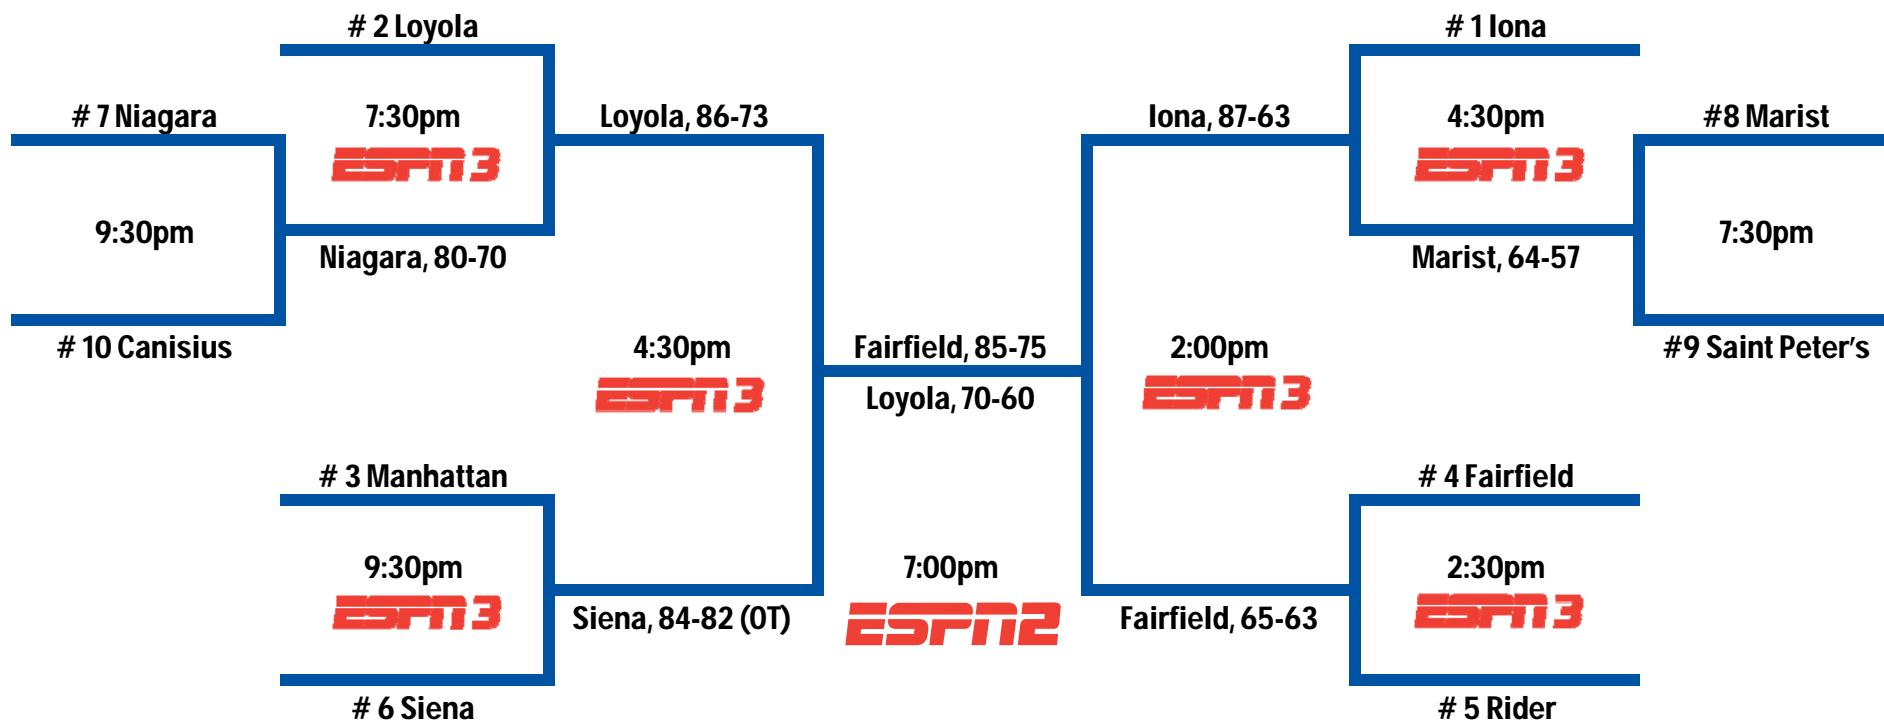 # 2 Loyola
# 1 Iona
# 7 Niagara
7:30pm
Loyola, 86-73
Iona, 87-63
4:30pm
#8 Marist
ESPN3
ESPN3
9:30pm
7:30pm
Niagara, 80-70
Marist, 64-57
# 10 Canisius
4:30pm
Fairfield, 85-75
2:00pm
#9 Saint Peter's
ESPN3
Loyola, 70-60
ESPN3
# 3 Manhattan
# 4 Fairfield
9:30pm
7:00pm
2:30pm
ESPN3
ESPN2
ESPN3
Siena, 84-82 (OT)
Fairfield, 65-63
# 6 Siena
# 5 Rider